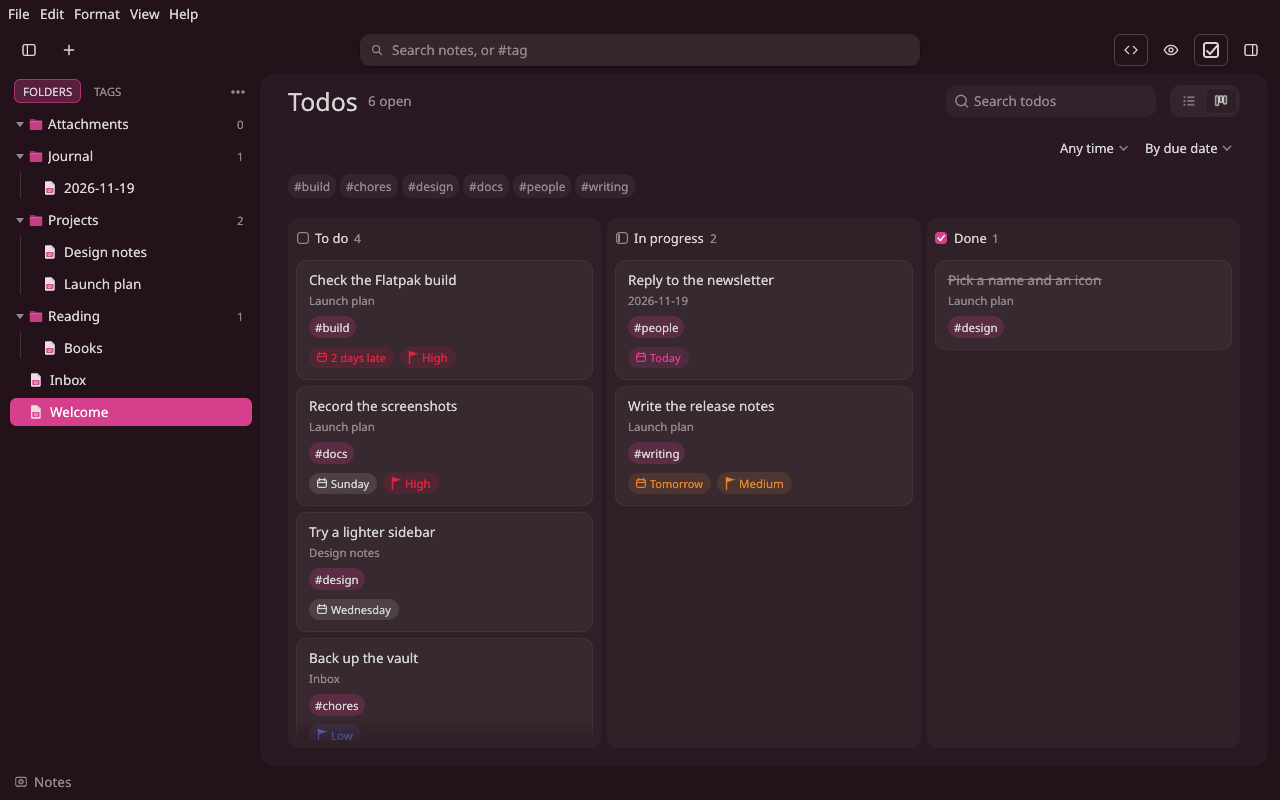 File Edit Format View Help
Search notes, or #tag
FOLDERS TAGS
Attachments 0
Journal 1
2026-11-19
Projects 2
Design notes
Launch plan
Reading 1
Books
Inbox
Welcome
Notes
Todos 6 open
Search todos
Any time By due date
#build #chores #design #docs #people #writing
To do 4
Check the Flatpak build
Launch plan
#build
2 days late High
Record the screenshots
Launch plan
#docs
Sunday High
Try a lighter sidebar
Design notes
#design
Wednesday
Back up the vault
Inbox
#chores
Low
In progress 2
Reply to the newsletter
2026-11-19
#people
Today
Write the release notes
Launch plan
#writing
Tomorrow Medium
Done 1
Pick a name and an icon
Launch plan
#design